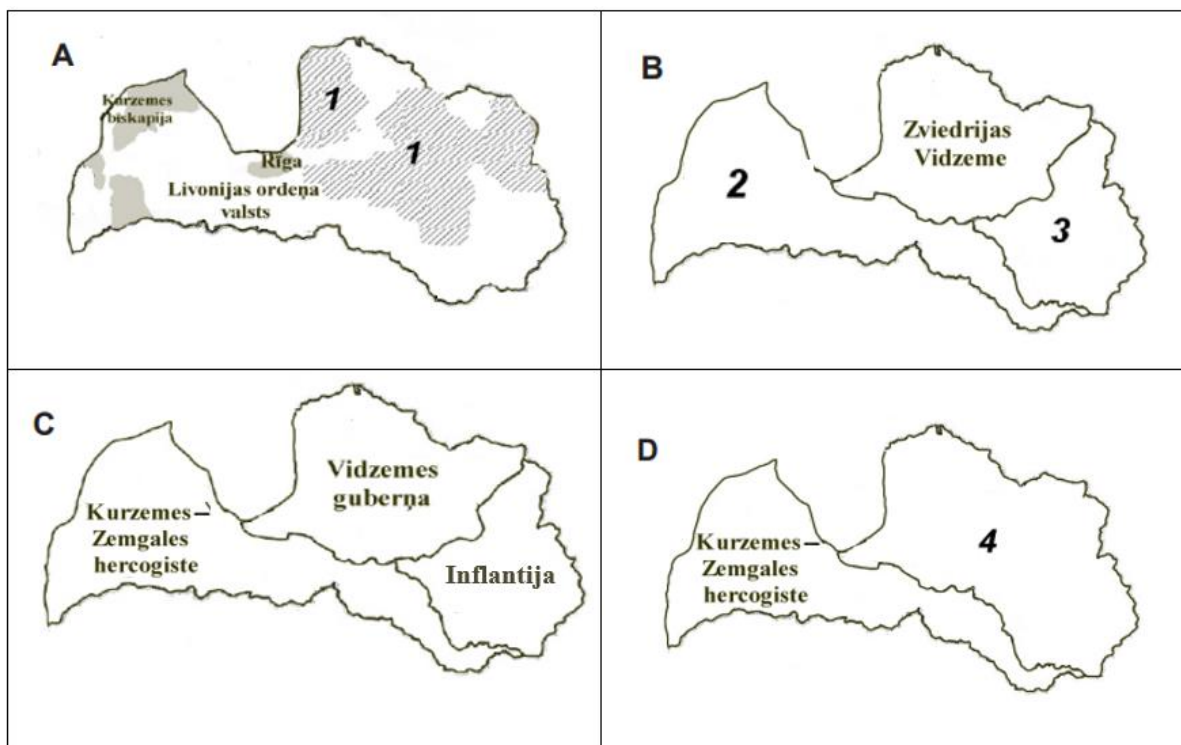 A
Kurzemes
biskapija
1
1
Rīga
Livonijas ordeņa
valsts
B
Zviedrijas
Vidzeme
2
3
C
Vidzemes
guberņa
Kurzemes–
Zemgales
hercogiste
Inflantija
D
4
Kurzemes–
Zemgales
hercogiste